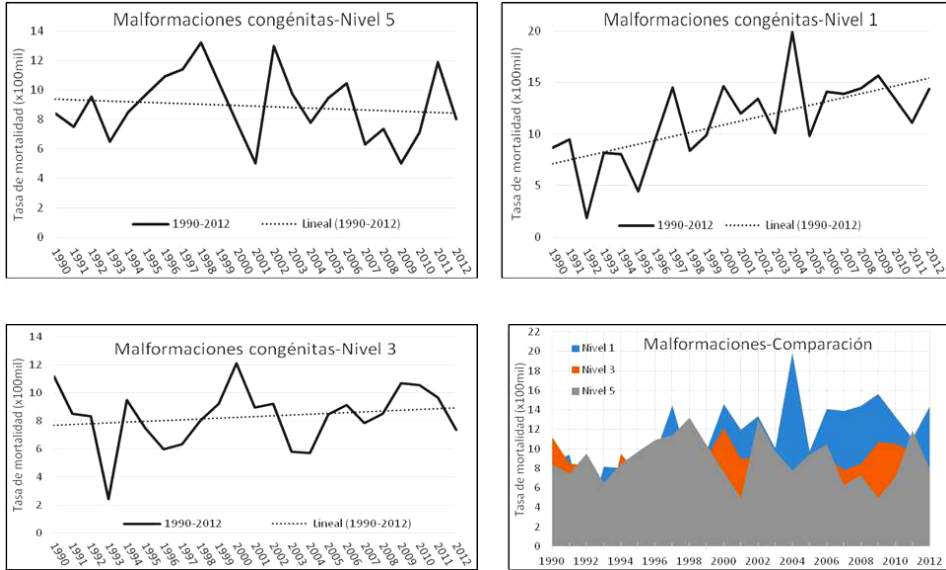 Malformaciones congénitas-Nivel 5
Tasa de mortalidad (x100mil)
14
12
10
8
6
4
2
0
1990-2012 Lineal (1990-2012)
1990 1991 1992 1993 1994 1995 1996 1997 1998 1999 2000 2001 2002 2003 2004 2005 2006 2007 2008 2009 2010 2011 2012
Malformaciones congénitas-Nivel 1
Tasa de mortalidad (x100mil)
20
15
10
5
0
1990-2012 Lineal (1990-2012)
1990 1991 1992 1993 1994 1995 1996 1997 1998 1999 2000 2001 2002 2003 2004 2005 2006 2007 2008 2009 2010 2011 2012
Malformaciones congénitas-Nivel 3
Tasa de mortalidad (x100mil)
14
12
10
8
6
4
2
0
1990-2012 Lineal (1990-2012)
1990 1991 1992 1993 1994 1995 1996 1997 1998 1999 2000 2001 2002 2003 2004 2005 2006 2007 2008 2009 2010 2011 2012
Malformaciones-Comparación
Tasa de mortalidad (x100mil)
22
20
18
16
14
12
10
8
6
4
2
0
Nivel 1
Nivel 3
Nivel 5
1990 1992 1994 1996 1998 2000 2002 2004 2006 2008 2010 2012